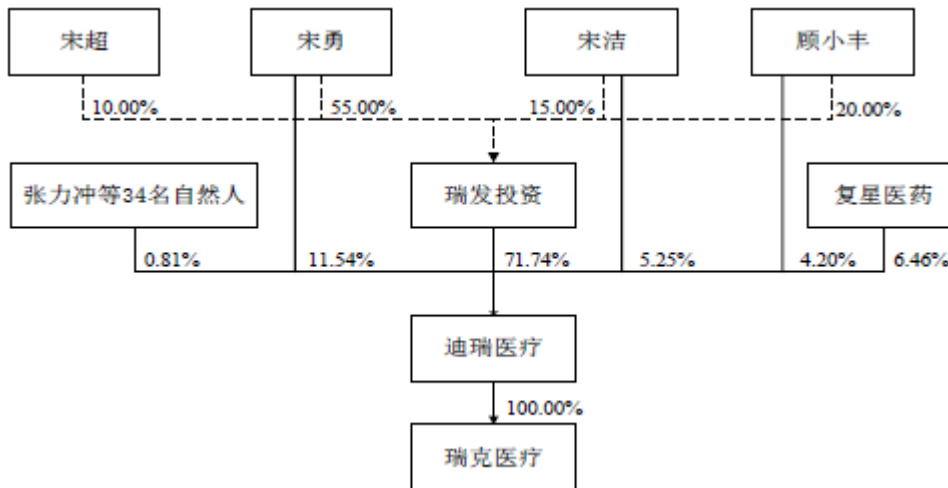 宋超
宋勇
宋洁
顾小丰
10.00%
55.00%
15.00%
20.00%
张力冲等34名自然人
瑞发投资
复星医药
0.81%
11.54%
71.74%
5.25%
4.20%
6.46%
迪瑞医疗
100.00%
瑞克医疗